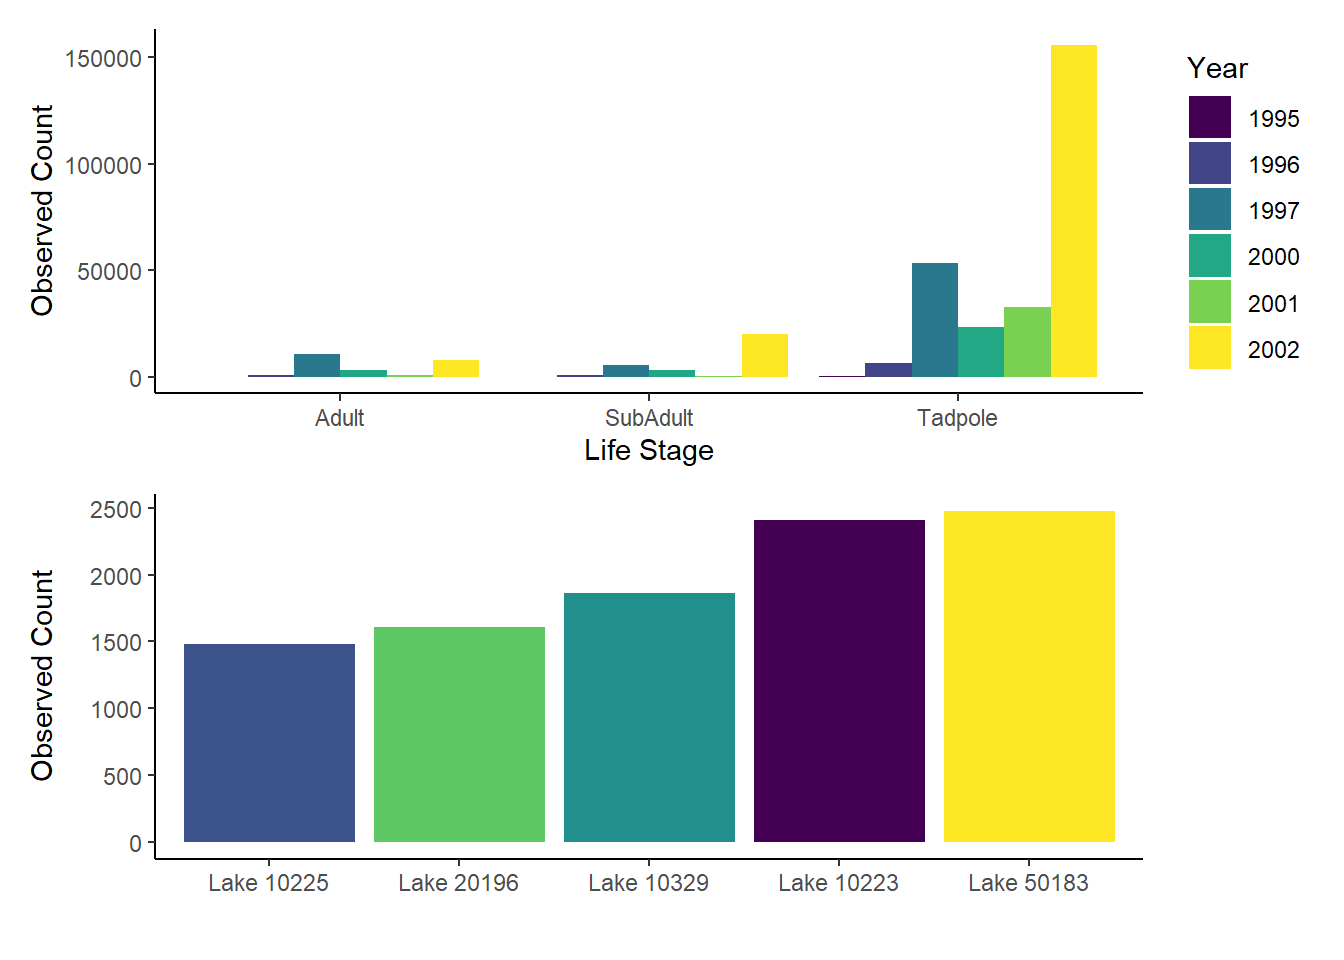 Observed Count
150000
100000
50000
0
Adult SubAdult Tadpole
Life Stage
Year
1995
1996
1997
2000
2001
2002
Observed Count
2500
2000
1500
1000
500
0
Lake 10225 Lake 20196 Lake 10329 Lake 10223 Lake 50183